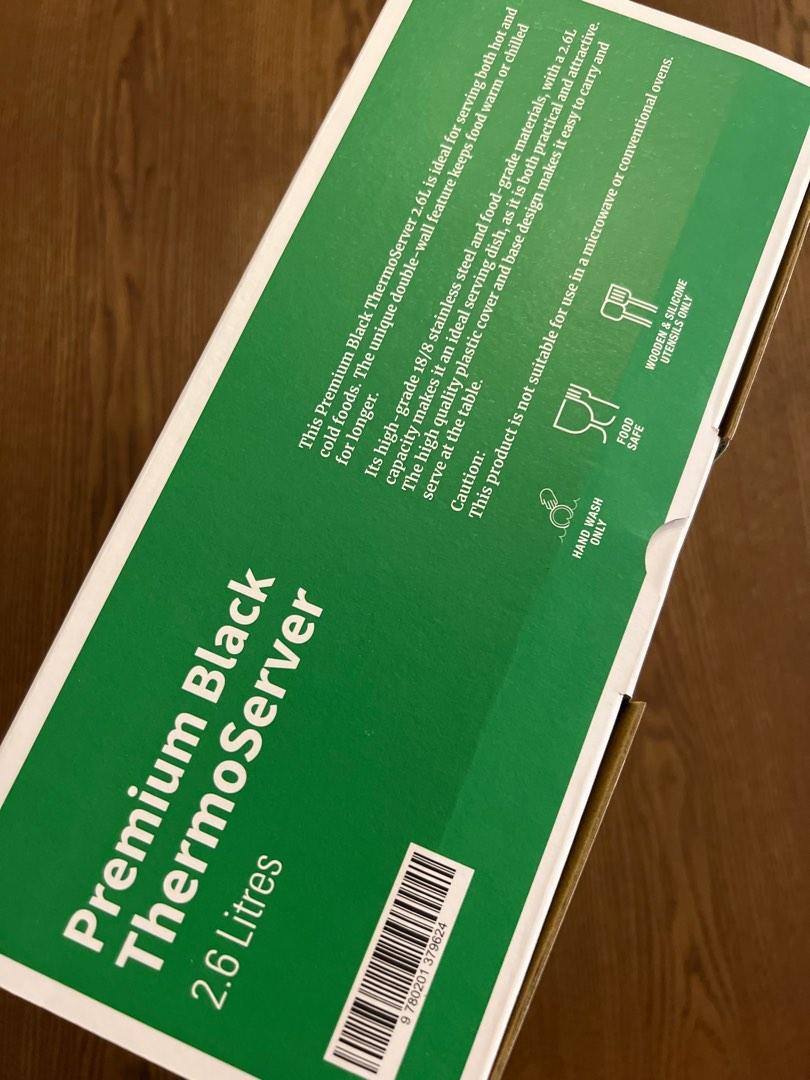 Premium Black
ThermoServer
2.6 Litres
This Premium Black ThermoServer 2.6L is ideal for serving both hot and
cold foods. The unique double-wall feature keeps food warm or chilled
for longer.
Its high-grade 18/8 stainless steel and food-grade materials, with a 2.6L
capacity makes it an ideal serving dish, as it is both practical and attractive.
The high quality plastic cover and base design makes it easy to carry and
serve at the table.
Caution:
This product is not suitable for use in a microwave or conventional ovens.
HAND WASH
ONLY
FOOD
SAFE
WOODEN & SILICONE
UTENSILS ONLY
9 780201 379624